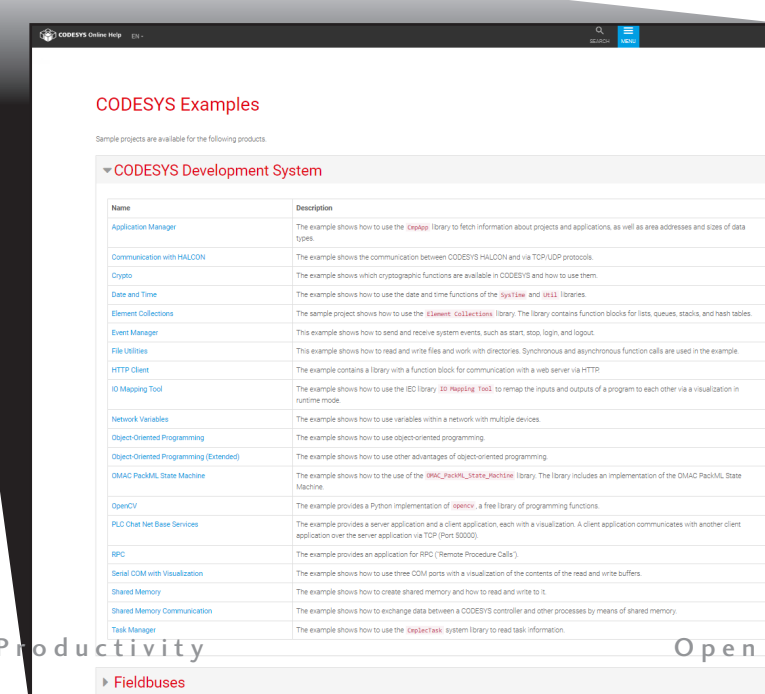 CODESYS Online Help EN
SEARCH MENU
CODESYS Examples
Sample projects are available for the following products.
CODESYS Development System
Name Description
Application Manager The example shows how to use the CmpApp library to fetch information about projects and applications, as well as area addresses and sizes of data
types.
Communication with HALCON The example shows the communication between CODESYS HALCON and via TCP/UDP protocols.
Crypto The example shows which cryptographic functions are available in CODESYS and how to use them.
Date and Time The example shows how to use the date and time functions of the SysTime and Util libraries.
Element Collections The sample project shows how to use the Element Collections library. The library contains function blocks for lists, queues, stacks, and hash tables.
Event Manager This example shows how to send and receive system events, such as start, stop, login, and logout.
File Utilities This example shows how to read and write files and work with directories. Synchronous and asynchronous function calls are used in the example.
HTTP Client The example contains a library with a function block for communication with a web server via HTTP.
IO Mapping Tool The example shows how to use the IEC library IO Mapping Tool to remap the inputs and outputs of a program to each other via a visualization in
runtime mode.
Network Variables The example shows how to use variables within a network with multiple devices.
Object-Oriented Programming The example shows how to use object-oriented programming.
Object-Oriented Programming (Extended) The example shows how to use other advantages of object-oriented programming.
OMAC PackML State Machine The example shows how to the use of the OMAC_PackML_State_Machine library. The library includes an implementation of the OMAC PackML State
Machine.
OpenCV The example provides a Python implementation of opencv, a free library of programming functions.
PLC Chat Net Base Services The example provides a server application and a client application, each with a visualization. A client application communicates with another client
application over the server application via TCP (Port 50000).
RPC The example provides an application for RPC ("Remote Procedure Calls").
Serial COM with Visualization The example shows how to use three COM ports with a visualization of the contents of the read and write buffers.
Shared Memory The example shows how to create shared memory and how to read and write to it.
Shared Memory Communication The example shows how to exchange data between a CODESYS controller and other processes by means of shared memory.
Task Manager The example shows how to use the CmplecTask system library to read task information.
Productivity Open
Fieldbuses